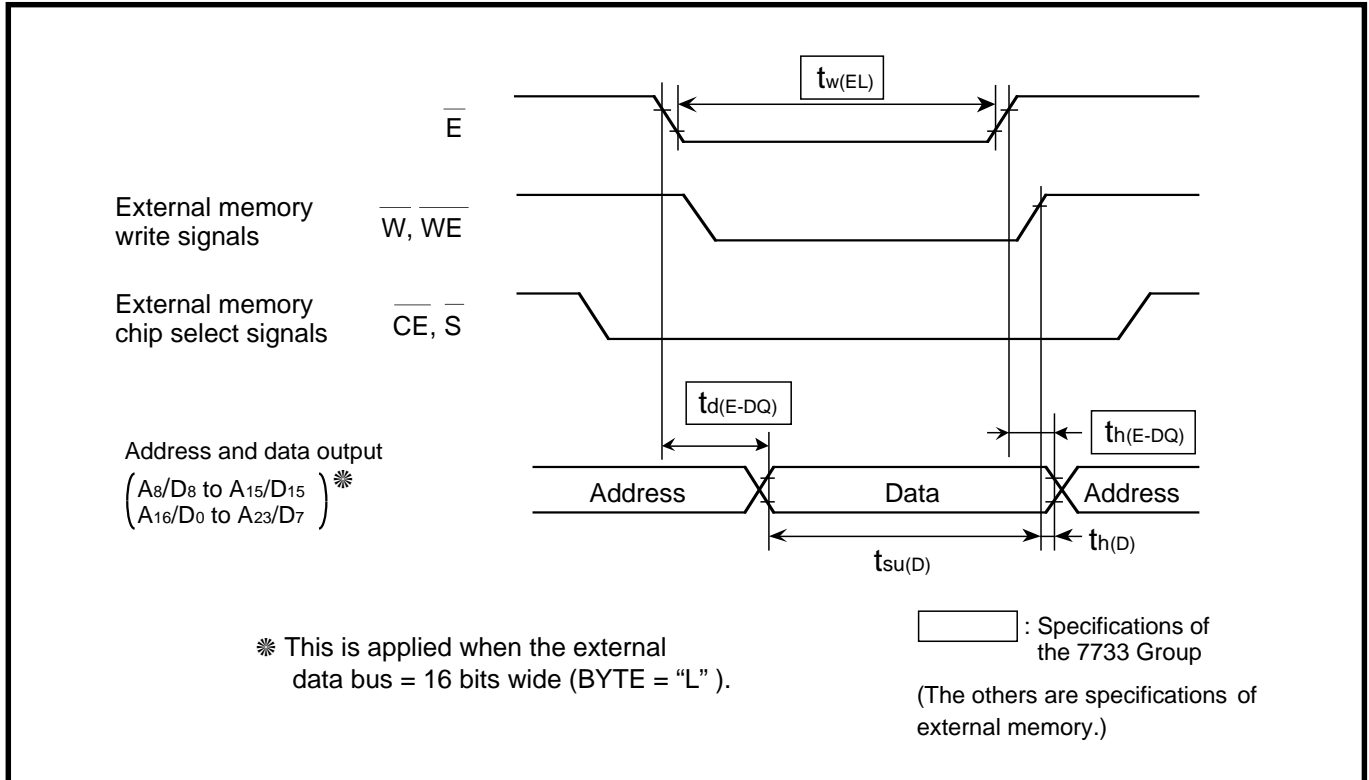 tw(EL)
E
External memory
write signals
W, WE
External memory
chip select signals
CE, S
td(E-DQ)
th(E-DQ)
Address and data output
(A8/D8 to A15/D15
A16/D0 to A23/D7)※
Address
Data
Address
tsu(D)
th(D)
※ This is applied when the external
data bus = 16 bits wide (BYTE = “L” ).
: Specifications of
the 7733 Group
(The others are specifications of
external memory.)